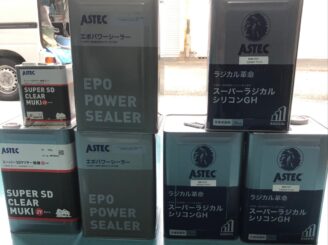 ASTEC
SUPER SD
CLEAR
MUKI
ASTEC
エポパワーシーラー
EPO
POWER
SEALER
ASTEC
ラジカル革命
スーパーラジカル
シリコンGH
ASTEC
SUPER SD
CLEAR
MUKI JY
ASTEC
エポパワーシーラー
EPO
POWER
SEALER
ASTEC
ラジカル革命
スーパーラジカル
シリコンGH
ASTEC
ラジカル革命
スーパーラジカル
シリコンGH